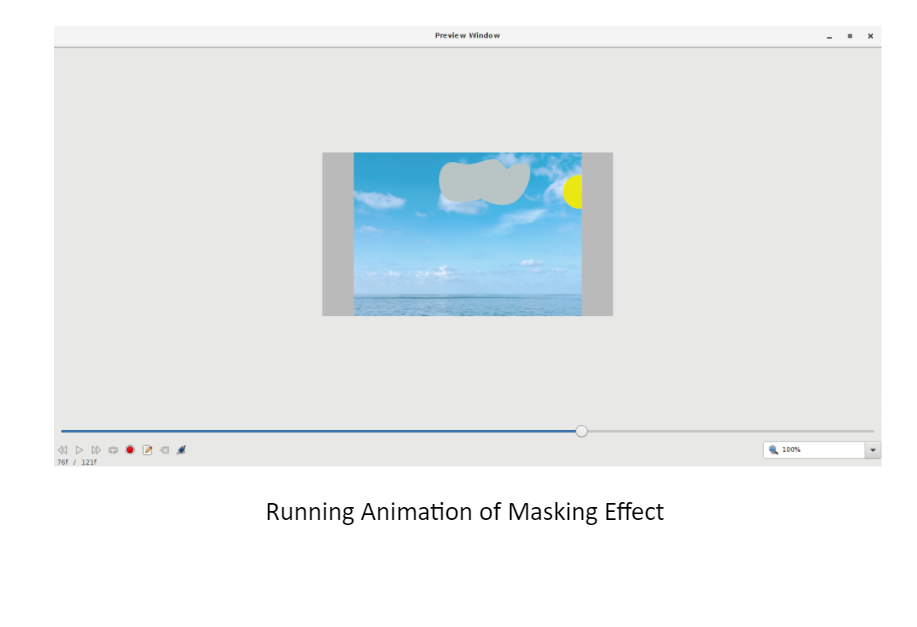 Preview Window
100%
76f / 121f
Running Animation of Masking Effect